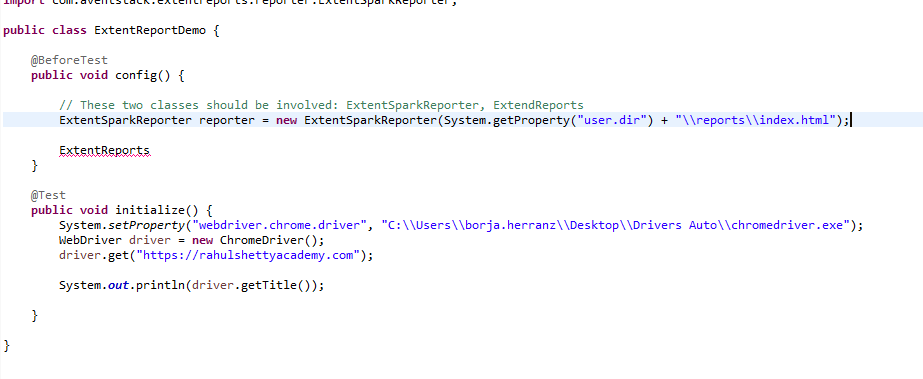 import com.aventstack.extentreports.reporter.ExtentSparkReporter;
public class ExtentReportDemo {
@BeforeTest
public void config() {
// These two classes should be involved: ExtentSparkReporter, ExtendReports
ExtentSparkReporter reporter = new ExtentSparkReporter(System.getProperty("user.dir") + "\\reports\\index.html");
ExtentReports
}
@Test
public void initialize() {
System.setProperty("webdriver.chrome.driver", "C:\\Users\\borja.herranz\\Desktop\\Drivers Auto\\chromedriver.exe");
WebDriver driver = new ChromeDriver();
driver.get("https://rahulshettyacademy.com");
System.out.println(driver.getTitle());
}
}